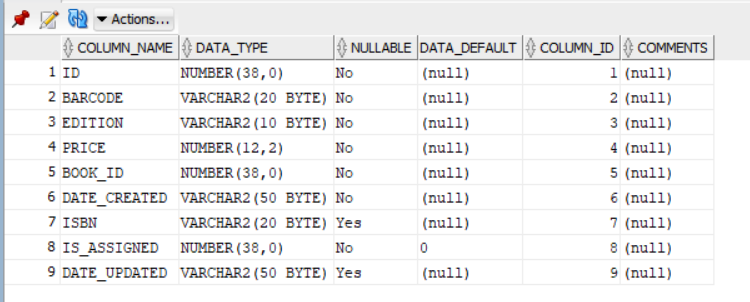 Actions...
COLUMN_NAME DATA_TYPE NULLABLE DATA_DEFAULT COLUMN_ID COMMENTS
1 ID NUMBER(38,0) No (null) 1 (null)
2 BARCODE VARCHAR2(20 BYTE) No (null) 2 (null)
3 EDITION VARCHAR2(10 BYTE) No (null) 3 (null)
4 PRICE NUMBER(12,2) No (null) 4 (null)
5 BOOK_ID NUMBER(38,0) No (null) 5 (null)
6 DATE_CREATED VARCHAR2(50 BYTE) No (null) 6 (null)
7 ISBN VARCHAR2(20 BYTE) Yes (null) 7 (null)
8 IS_ASSIGNED NUMBER(38,0) No 0 8 (null)
9 DATE_UPDATED VARCHAR2(50 BYTE) Yes (null) 9 (null)